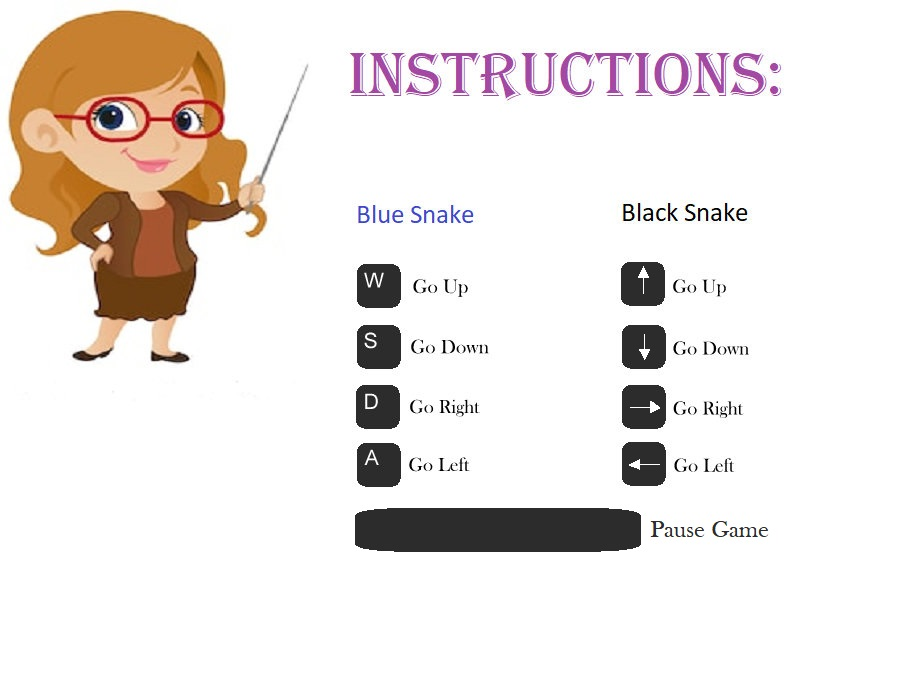 INSTRUCTIONS:
Blue Snake
W Go Up
S Go Down
D Go Right
A Go Left
Black Snake
↑ Go Up
↓ Go Down
→ Go Right
← Go Left
Pause Game